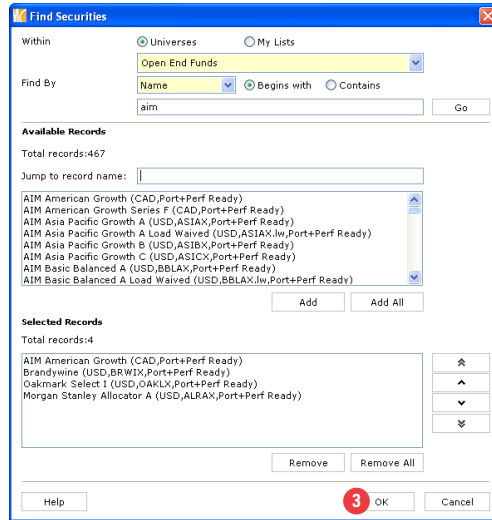 Find Securities
Within Universes My Lists
Open End Funds
Find By Name Begins with Contains
aim Go
Available Records
Total records:467
Jump to record name:
AIM American Growth (CAD,Port+Perf Ready)
AIM American Growth Series F (CAD,Port+Perf Ready)
AIM Asia Pacific Growth A (USD,ASIAX,Port+Perf Ready)
AIM Asia Pacific Growth A Load Waived (USD,ASIAX.lw,Port+Perf Ready)
AIM Asia Pacific Growth B (USD,ASIBX,Port+Perf Ready)
AIM Asia Pacific Growth C (USD,ASICX,Port+Perf Ready)
AIM Basic Balanced A (USD,BBLAX,Port+Perf Ready)
AIM Basic Balanced A Load Waived (USD,BBLAX.lw,Port+Perf Ready)
Add Add All
Selected Records
Total records:4
AIM American Growth (CAD,Port+Perf Ready)
Brandywine (USD,BRWIX,Port+Perf Ready)
Oakmark Select I (USD,OAKLX,Port+Perf Ready)
Morgan Stanley Allocator A (USD,ALRAX,Port+Perf Ready)
Remove Remove All
Help 3 OK Cancel